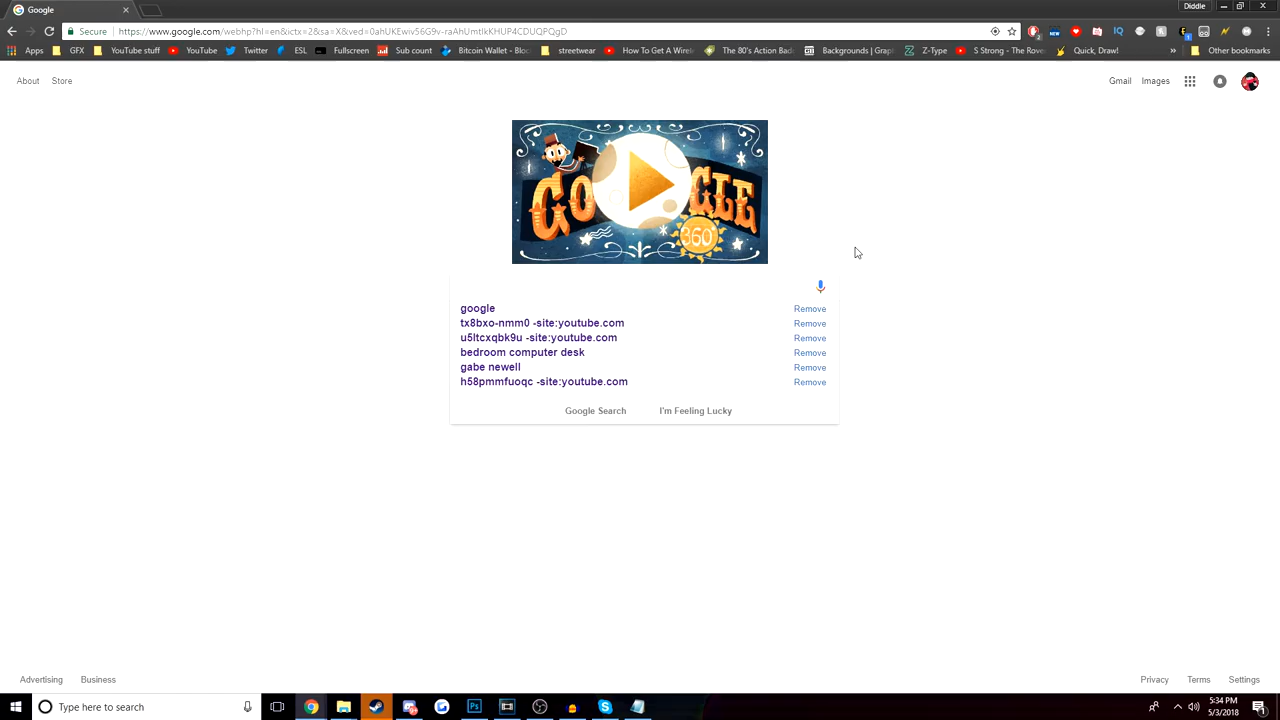 Google
Diddle
Secure
https://www.google.com/webhp?hl=en&ictx=2&sa=X&ved=0ahUKEwiv56G9v-raAhUmtlkKHUP4CDUQPQgD
Apps GFX YouTube stuff YouTube Twitter ESL Fullscreen Sub count Bitcoin Wallet - Bloc streetwear How To Get A Wirele The 80's Action Bad Backgrounds | Grap Z-Type S Strong - The Rove Quick, Draw! » Other bookmarks
About Store Gmail Images
GOOGLE
360°
google Remove
tx8bxo-nmm0 -site:youtube.com Remove
u5ltcxqbk9u -site:youtube.com Remove
bedroom computer desk Remove
gabe newell Remove
h58pmmfuoqc -site:youtube.com Remove
Google Search I'm Feeling Lucky
Advertising Business Privacy Terms Settings
Type here to search
5:34 PM
5/3/2018